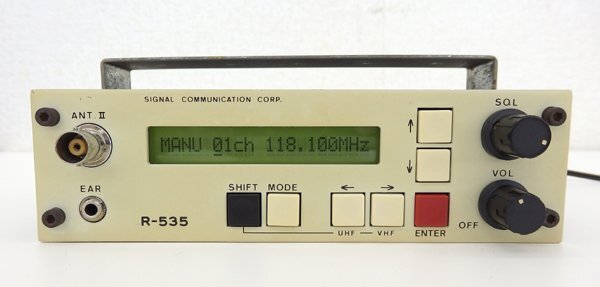 SIGNAL COMMUNICATION CORP.
ANT. II
SQL
MANU 01ch 118.100MHz
↑
↓
EAR
SHIFT MODE
← →
VOL
R-535
UHF — VHF
ENTER
OFF